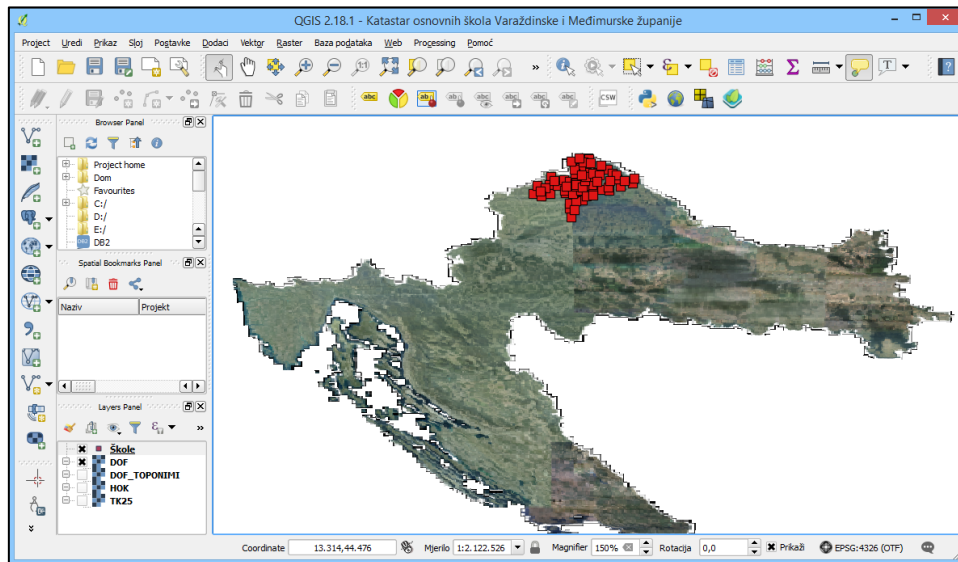 QGIS 2.18.1 - Katastar osnovnih škola Varaždinske i Međimurske županije
Project Uredi Prikaz Sloj Postavke Dodaci Vektor Raster Baza podataka Web Processing Pomoć
abc
CSW
Browser Panel
Project home
Dom
Favourites
C:/
D:/
E:/
DB2
Spatial Bookmarks Panel
Naziv Projekt
Layers Panel
Škole
DOF
DOF_TOPONIMI
HOK
TK25
Coordinate 13.314,44.476 Mjerilo 1:2.122.526 Magnifier 150% Rotacija 0,0 Prikaži EPSG:4326 (OTF)